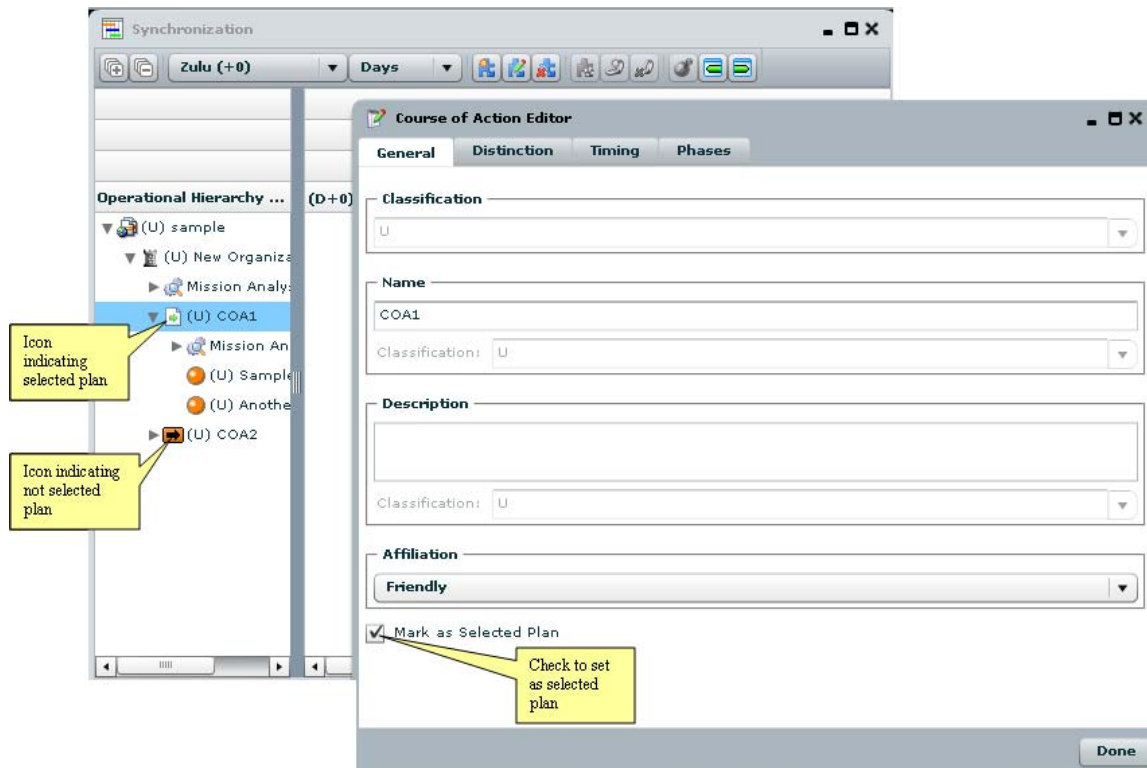 Synchronization
Zulu (+0)
Days
Operational Hierarchy ...
(D+0)
(U) sample
(U) New Organiza
Mission Analy
(U) COA1
Mission An
(U) Sample
(U) Anothe
(U) COA2
Icon
indicating
selected plan
Icon indicating
not selected
plan
Course of Action Editor
General
Distinction
Timing
Phases
Classification
U
Name
COA1
Classification: U
Description
Classification: U
Affiliation
Friendly
Mark as Selected Plan
Check to set
as selected
plan
Done